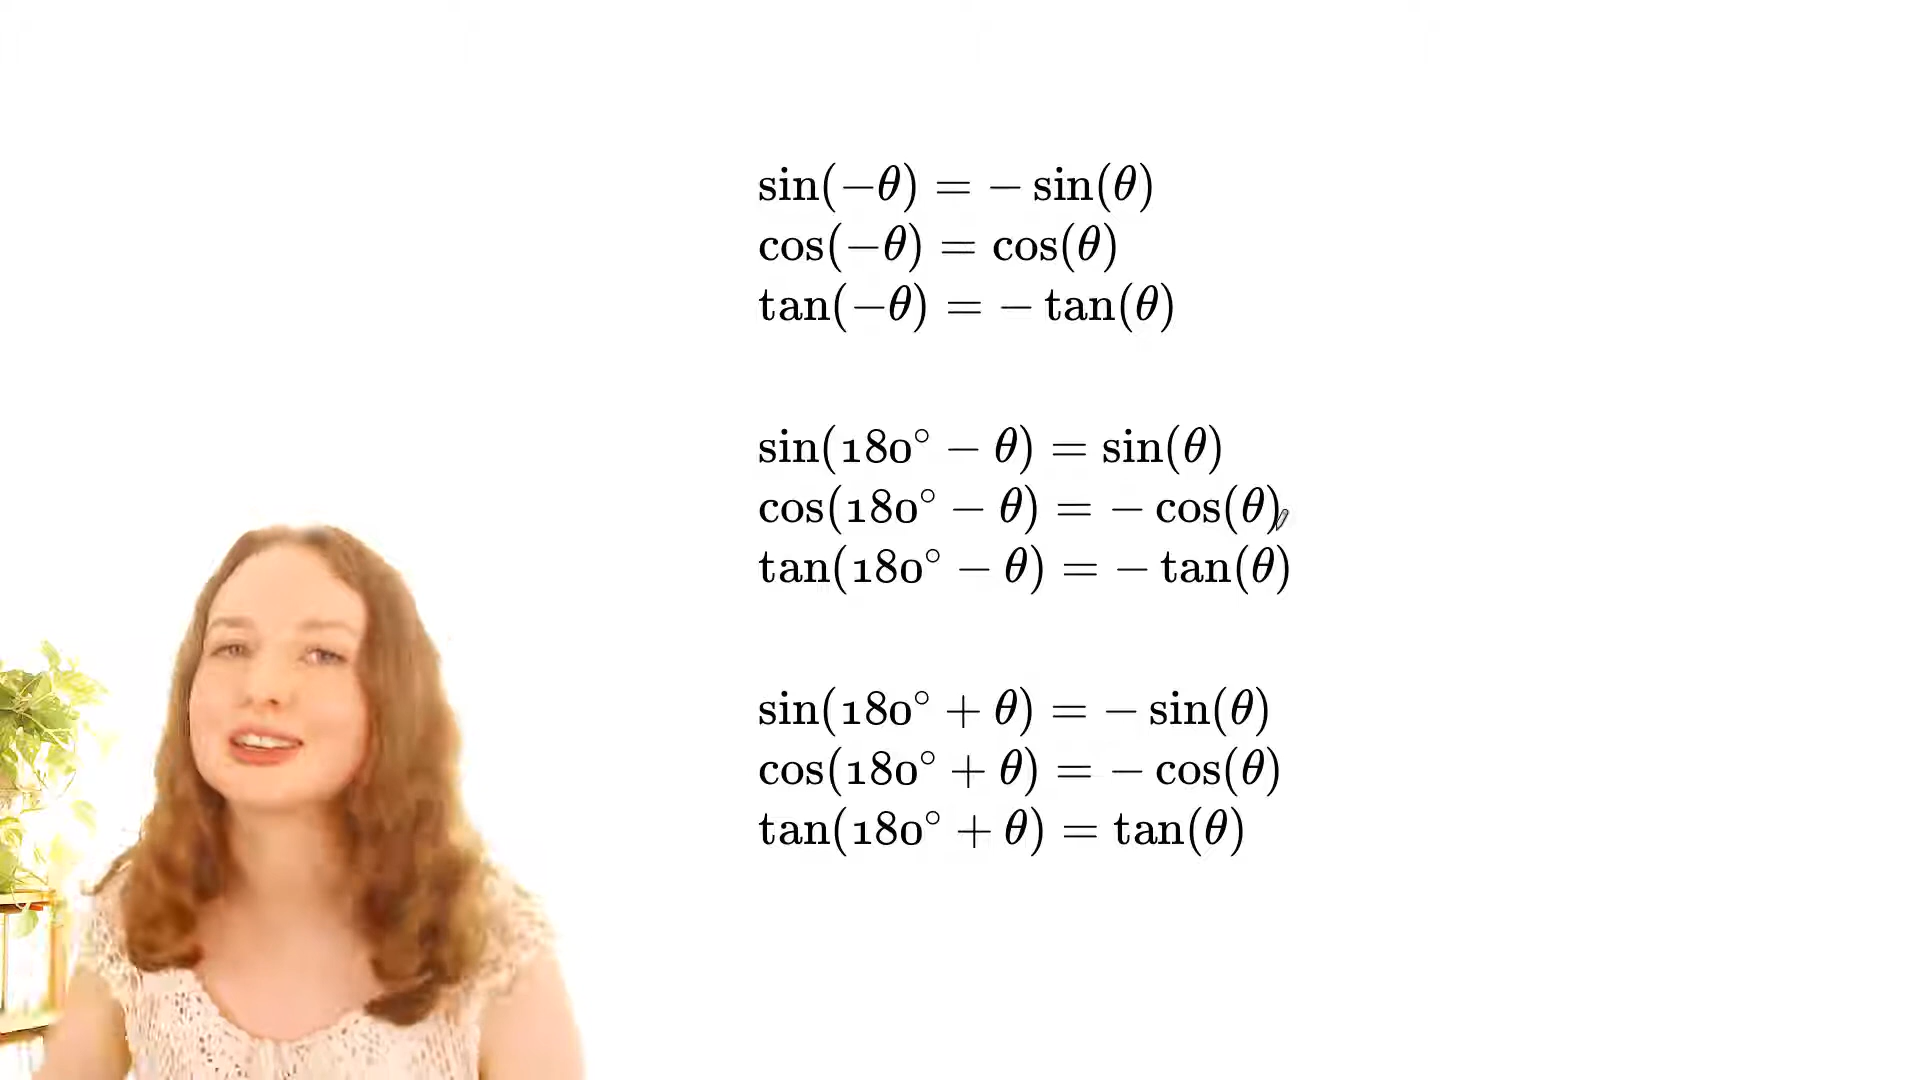 sin(−θ) = − sin(θ)
cos(−θ) = cos(θ)
tan(−θ) = − tan(θ)
sin(180° − θ) = sin(θ)
cos(180° − θ) = − cos(θ)
tan(180° − θ) = − tan(θ)
sin(180° + θ) = − sin(θ)
cos(180° + θ) = − cos(θ)
tan(180° + θ) = tan(θ)